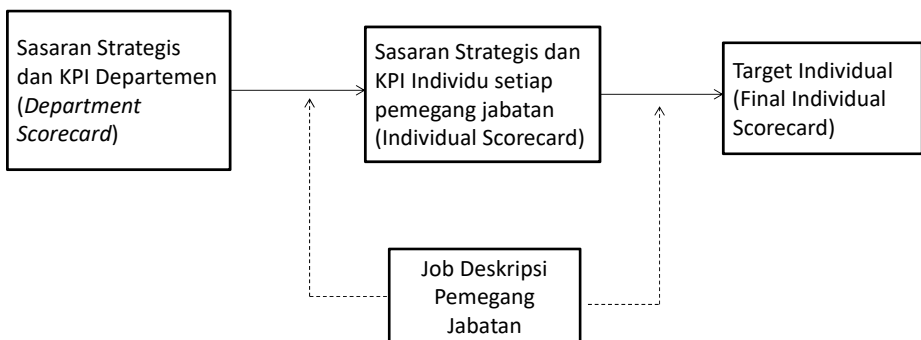 Sasaran Strategis
dan KPI Departemen
(Department
Scorecard)
Sasaran Strategis dan
KPI Individu setiap
pemegang jabatan
(Individual Scorecard)
Target Individual
(Final Individual
Scorecard)
Job Deskripsi
Pemegang
Jabatan